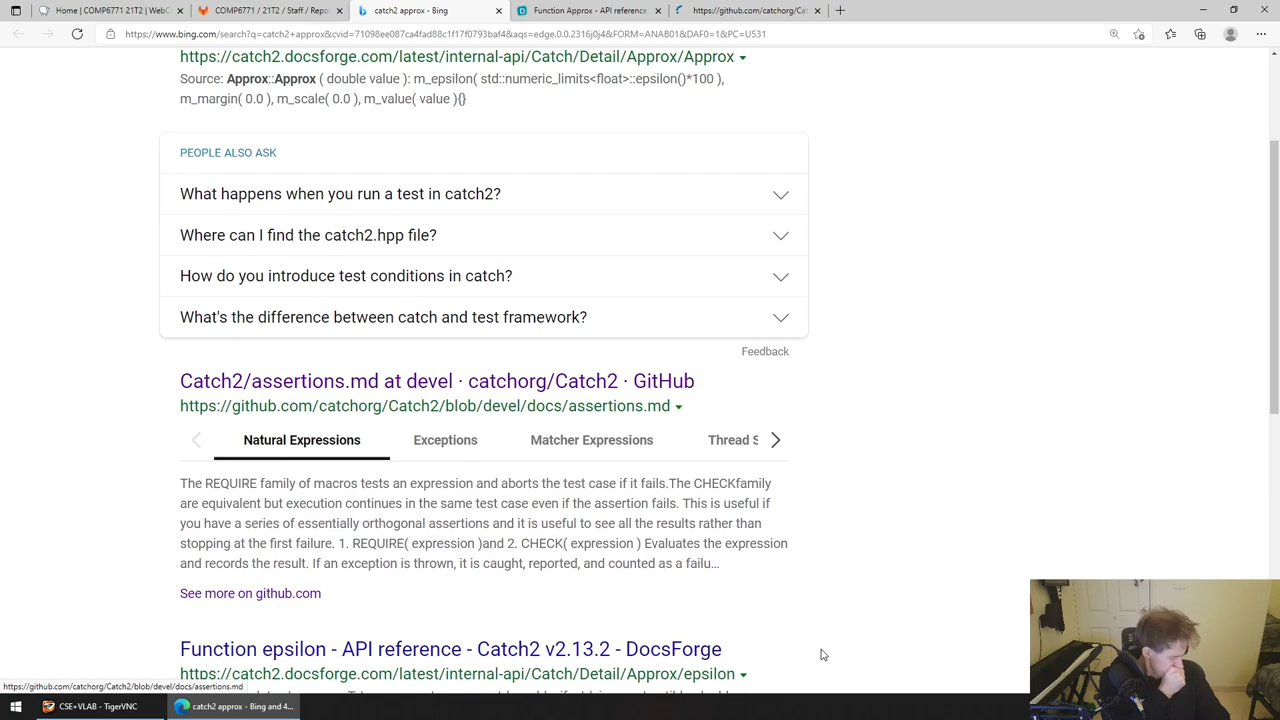 Home | COMP6771 21T2 | WebC
COMP6771 / 21T2 / Staff / Repo
catch2 approx - Bing
Function Approx - API reference
https://github.com/catchorg/Catc
https://www.bing.com/search?q=catch2+approx&cvid=71098ee087ca4fad88c1f17f0793baf4&aqs=edge.0.0.2316j0j4&FORM=ANAB01&DAF0=1&PC=U531
https://catch2.docsforge.com/latest/internal-api/Catch/Detail/Approx/Approx
Source: Approx::Approx ( double value ): m_epsilon( std::numeric_limits<float>::epsilon()*100 ),
m_margin( 0.0 ), m_scale( 0.0 ), m_value( value ){}
PEOPLE ALSO ASK
What happens when you run a test in catch2?
Where can I find the catch2.hpp file?
How do you introduce test conditions in catch?
What's the difference between catch and test framework?
Feedback
Catch2/assertions.md at devel · catchorg/Catch2 · GitHub
https://github.com/catchorg/Catch2/blob/devel/docs/assertions.md
Natural Expressions
Exceptions
Matcher Expressions
Thread S
The REQUIRE family of macros tests an expression and aborts the test case if it fails.The CHECKfamily
are equivalent but execution continues in the same test case even if the assertion fails. This is useful if
you have a series of essentially orthogonal assertions and it is useful to see all the results rather than
stopping at the first failure. 1. REQUIRE( expression )and 2. CHECK( expression ) Evaluates the expression
and records the result. If an exception is thrown, it is caught, reported, and counted as a failu…
See more on github.com
Function epsilon - API reference - Catch2 v2.13.2 - DocsForge
https://catch2.docsforge.com/latest/internal-api/Catch/Detail/Approx/epsilon
https://github.com/catchorg/Catch2/blob/devel/docs/assertions.md
CSE+VLAB - TigerVNC
catch2 approx - Bing and 4...